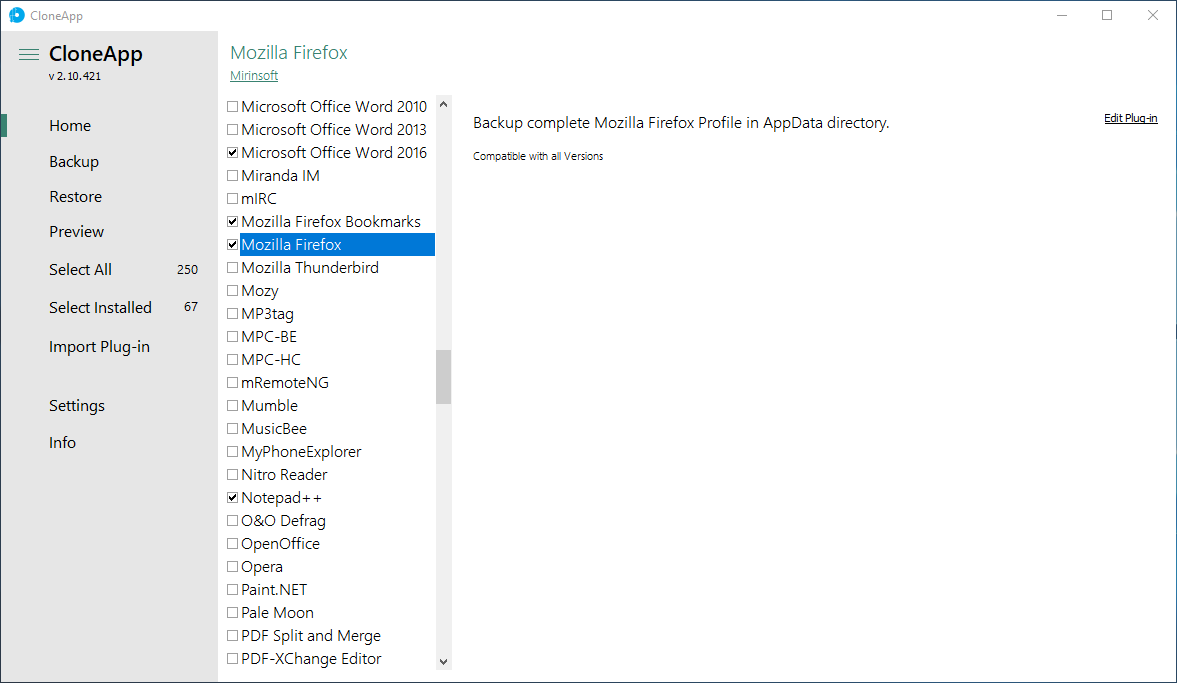 CloneApp
CloneApp
v 2.10.421
Home
Backup
Restore
Preview
Select All 250
Select Installed 67
Import Plug-in
Settings
Info
Mozilla Firefox
Mirinsoft
Microsoft Office Word 2010
Microsoft Office Word 2013
Microsoft Office Word 2016
Miranda IM
mIRC
Mozilla Firefox Bookmarks
Mozilla Firefox
Mozilla Thunderbird
Mozy
MP3tag
MPC-BE
MPC-HC
mRemoteNG
Mumble
MusicBee
MyPhoneExplorer
Nitro Reader
Notepad++
O&O Defrag
OpenOffice
Opera
Paint.NET
Pale Moon
PDF Split and Merge
PDF-XChange Editor
Backup complete Mozilla Firefox Profile in AppData directory.
Compatible with all Versions
Edit Plug-in